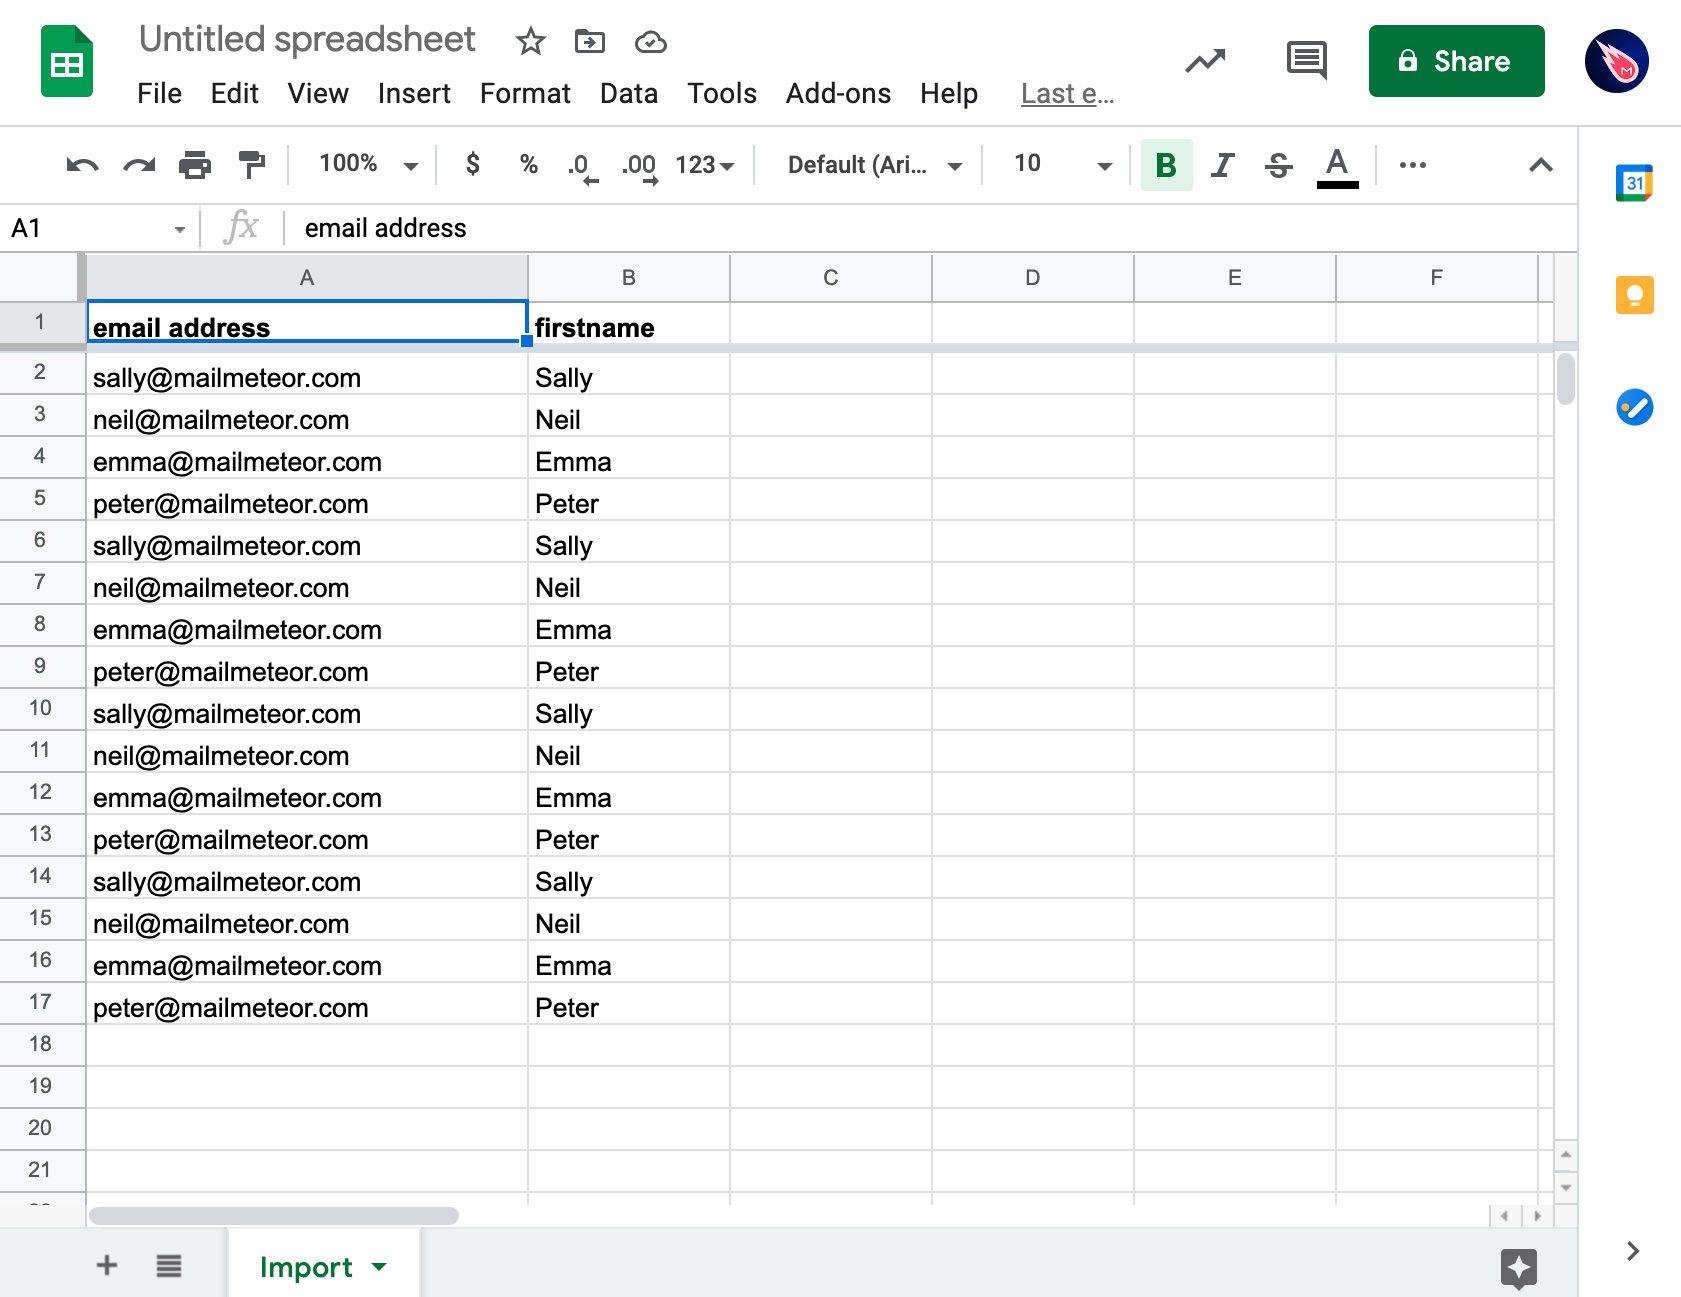 Untitled spreadsheet
File Edit View Insert Format Data Tools Add-ons Help Last e...
Share
100% $ % .0 .00 123 Default (Ari... 10 B I S A
31
A1 fx email address
A B C D E F
1 email address firstname
2 sally@mailmeteor.com Sally
3 neil@mailmeteor.com Neil
4 emma@mailmeteor.com Emma
5 peter@mailmeteor.com Peter
6 sally@mailmeteor.com Sally
7 neil@mailmeteor.com Neil
8 emma@mailmeteor.com Emma
9 peter@mailmeteor.com Peter
10 sally@mailmeteor.com Sally
11 neil@mailmeteor.com Neil
12 emma@mailmeteor.com Emma
13 peter@mailmeteor.com Peter
14 sally@mailmeteor.com Sally
15 neil@mailmeteor.com Neil
16 emma@mailmeteor.com Emma
17 peter@mailmeteor.com Peter
18
19
20
21
Import